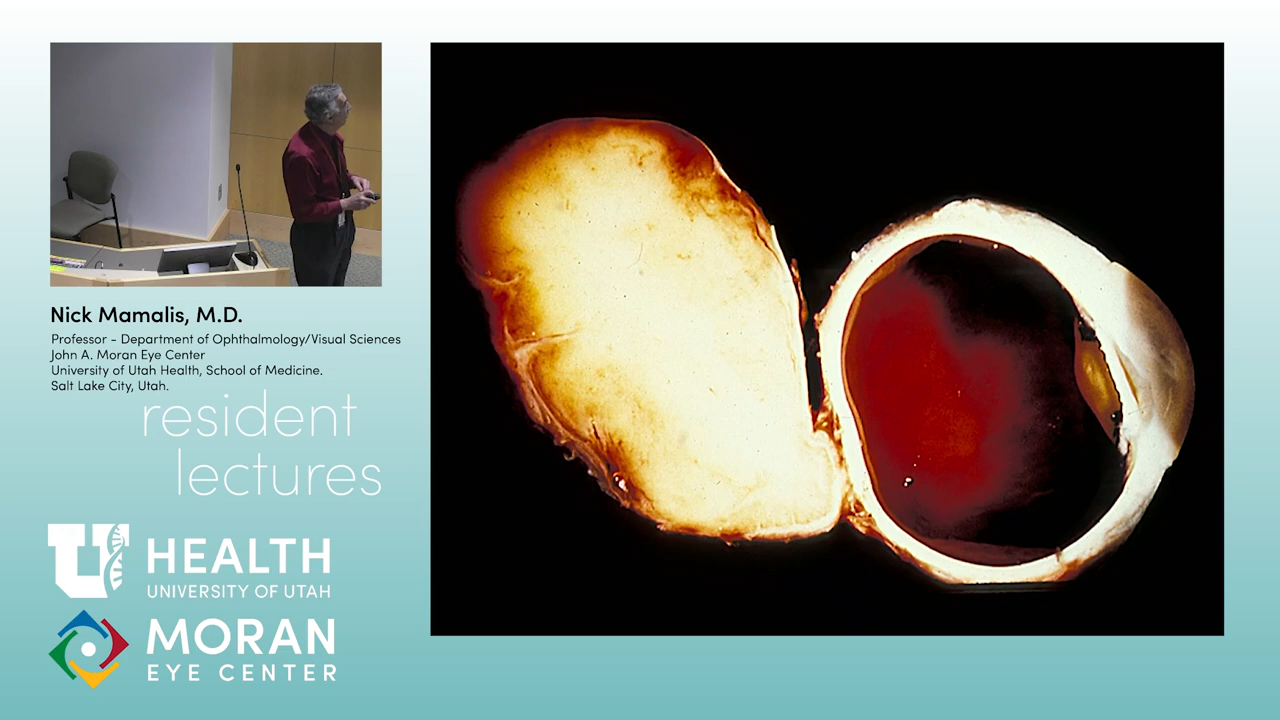 Nick Mamalis, M.D.
Professor - Department of Ophthalmology/Visual Sciences
John A. Moran Eye Center
University of Utah Health, School of Medicine.
Salt Lake City, Utah.
resident
lectures
U HEALTH
UNIVERSITY OF UTAH
MORAN
EYE CENTER